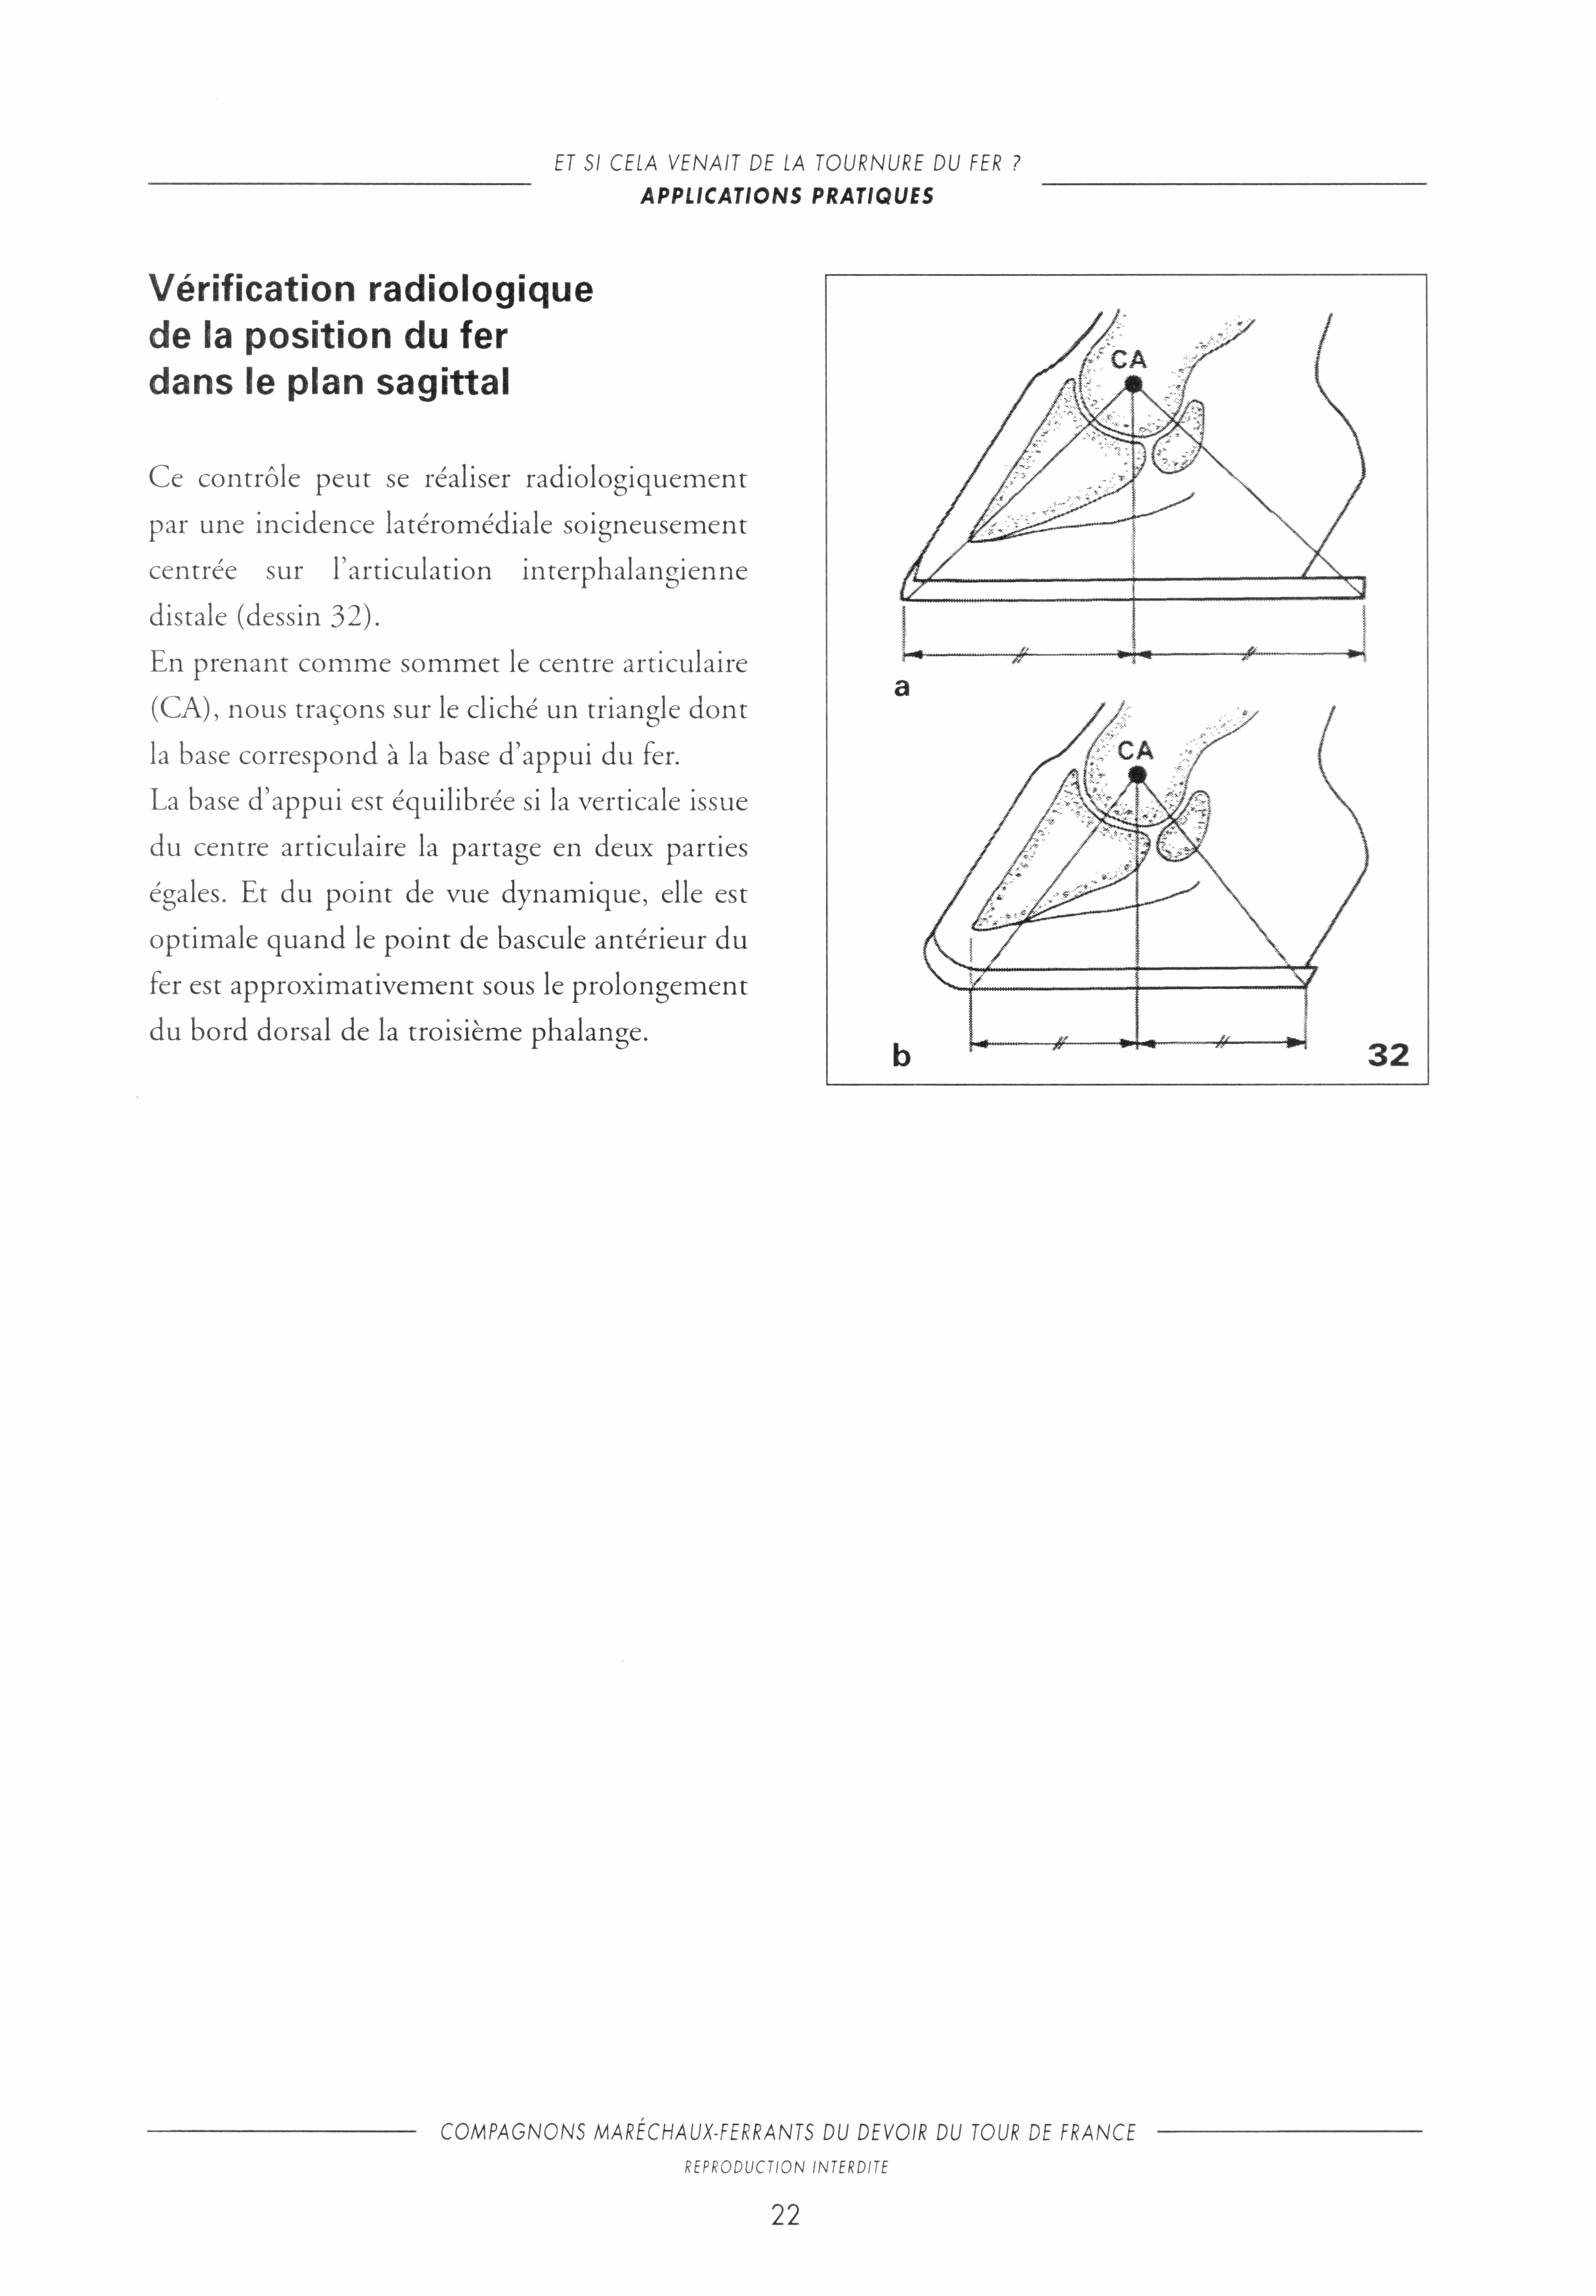 ET SI CELA VENAIT DE LA TOURNURE DU FER ?
APPLICATIONS PRATIQUES
Vérification radiologique
de la position du fer
dans le plan sagittal
Ce contrôle peut se réaliser radiologiquement
par une incidence latéromédiale soigneusement
centrée sur l'articulation interphalangienne
distale (dessin 32).
En prenant comme sommet le centre articulaire
(CA), nous traçons sur le cliché un triangle dont
la base correspond à la base d'appui du fer.
La base d'appui est équilibrée si la verticale issue
du centre articulaire la partage en deux parties
égales. Et du point de vue dynamique, elle est
optimale quand le point de bascule antérieur du
fer est approximativement sous le prolongement
du bord dorsal de la troisième phalange.
CA
a
CA
b
32
COMPAGNONS MARÉCHAUX-FERRANTS DU DEVOIR DU TOUR DE FRANCE
REPRODUCTION INTERDITE
22